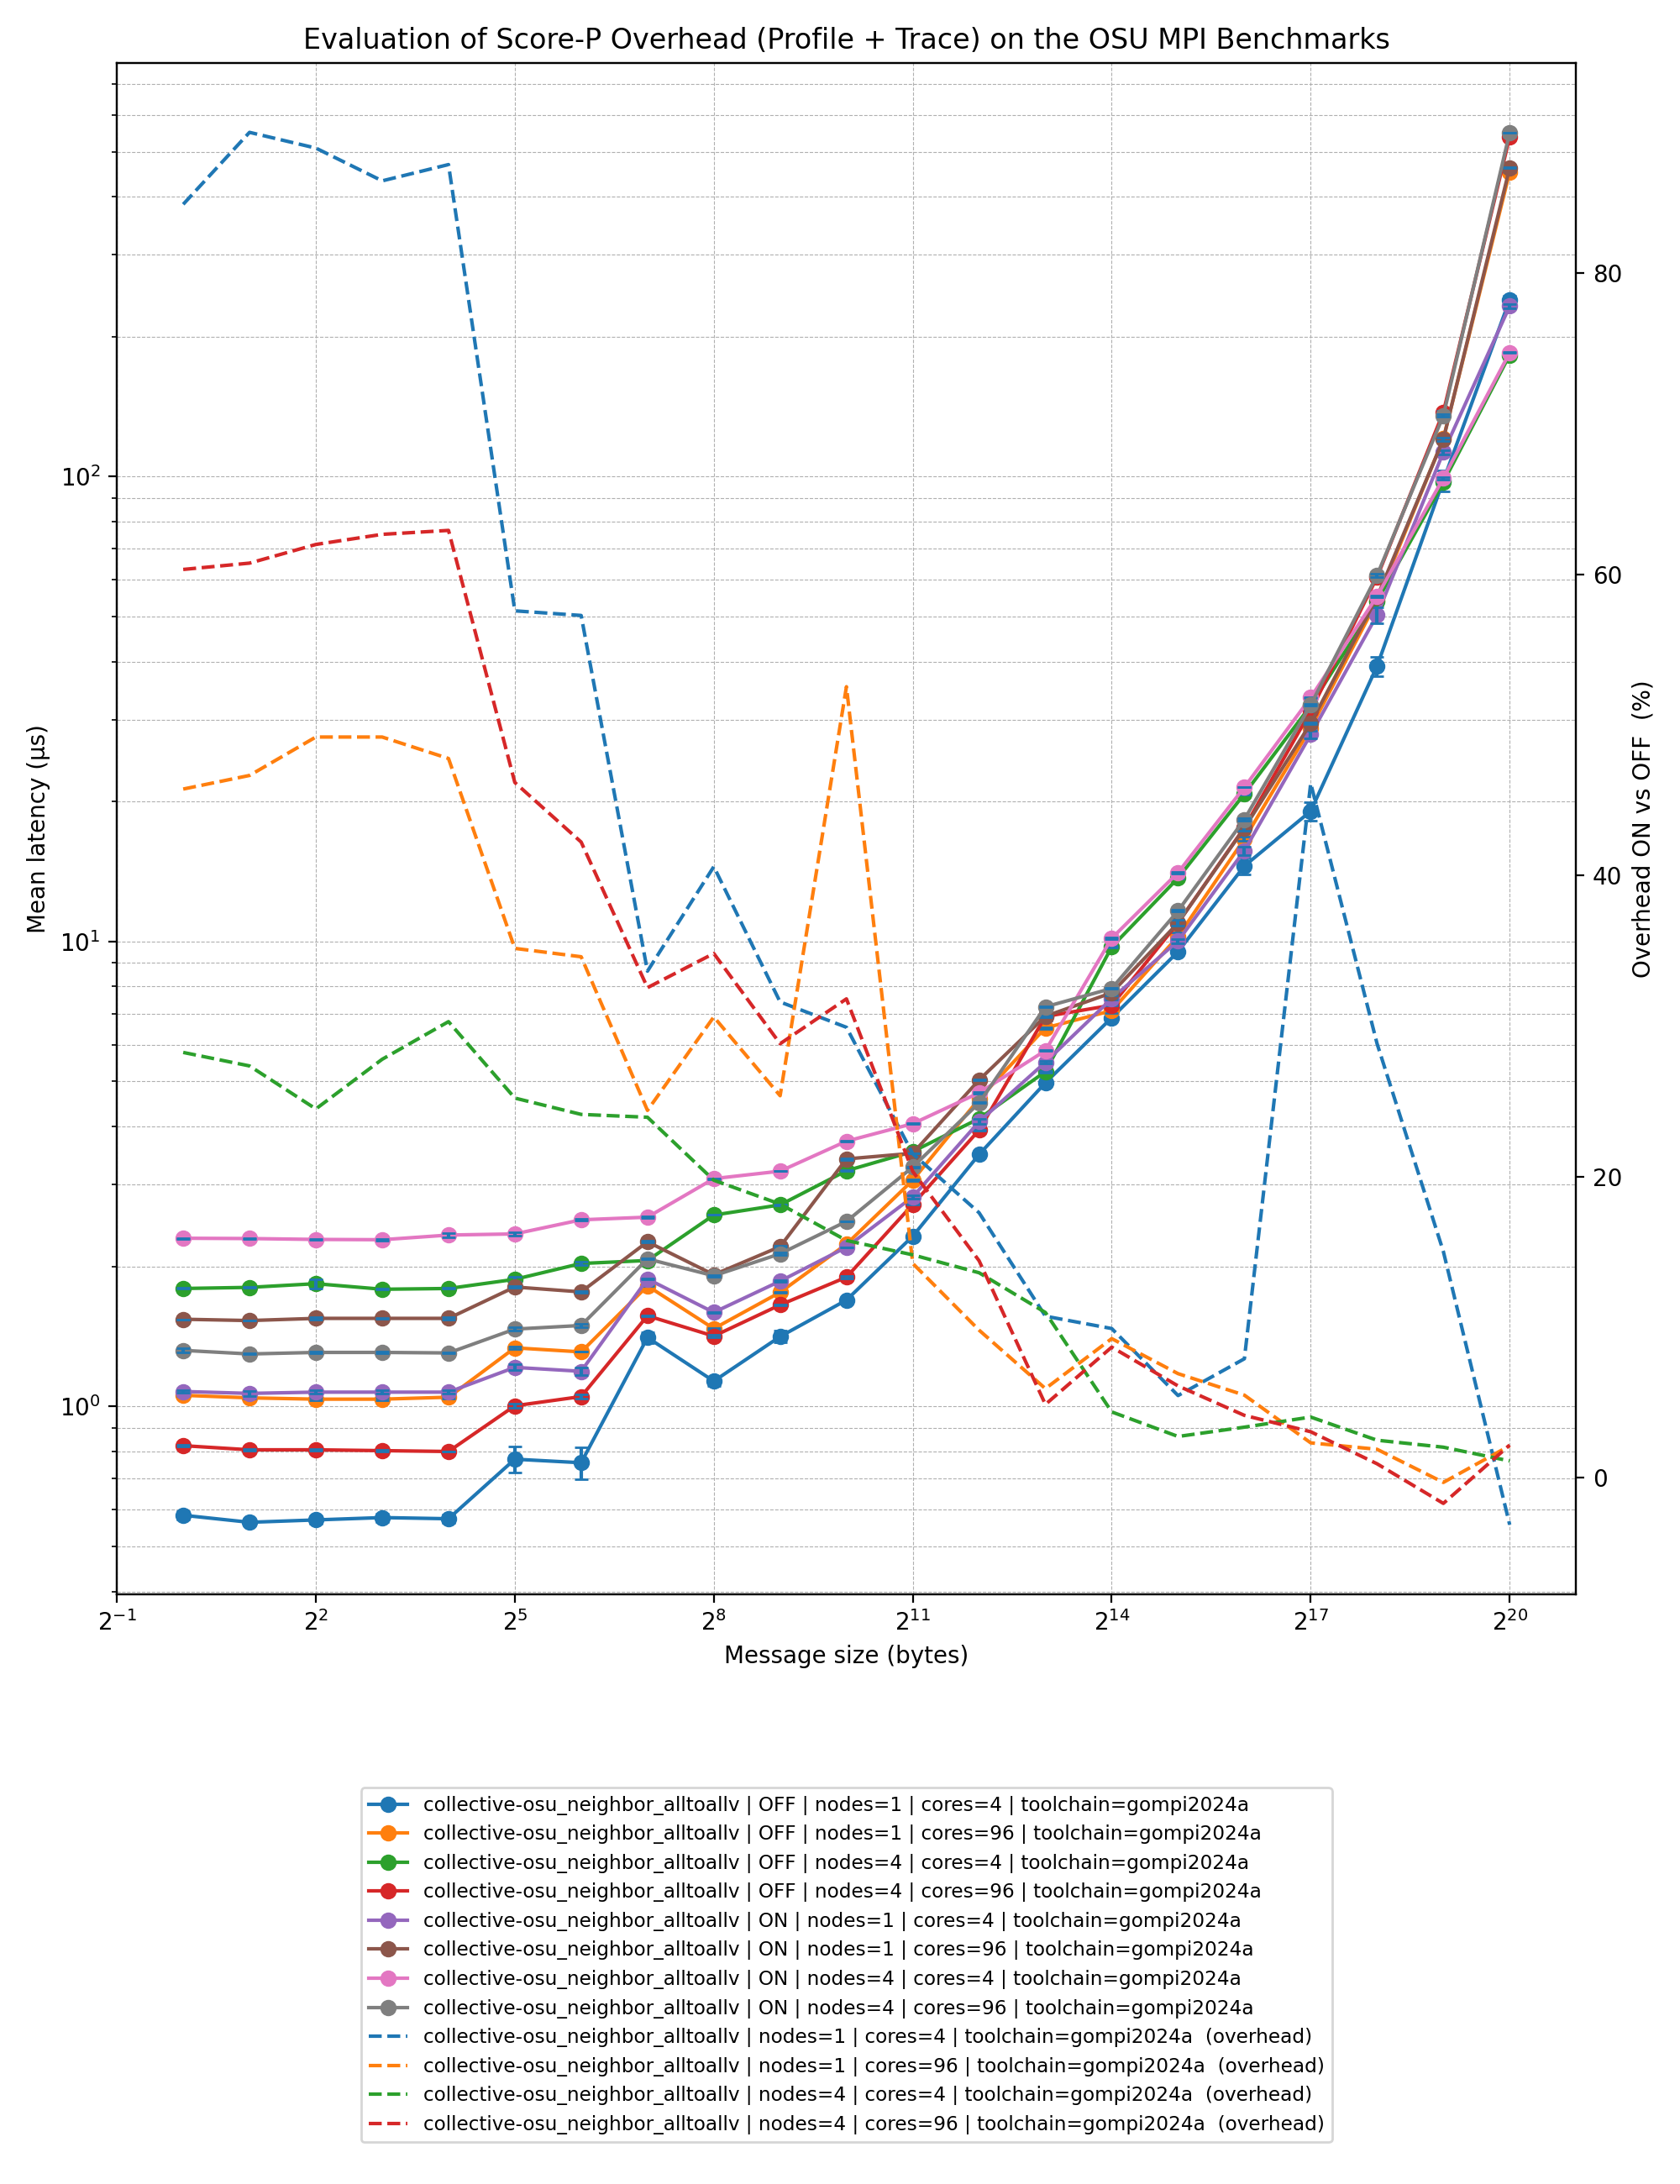 Evaluation of Score-P Overhead (Profile + Trace) on the OSU MPI Benchmarks
Mean latency (µs)
10²
10¹
10⁰
80
60
40
20
0
Overhead ON vs OFF (%)
2⁻¹ 2² 2⁵ 2⁸ 2¹¹ 2¹⁴ 2¹⁷ 2²⁰
Message size (bytes)
collective-osu_neighbor_alltoallv | OFF | nodes=1 | cores=4 | toolchain=gompi2024a
collective-osu_neighbor_alltoallv | OFF | nodes=1 | cores=96 | toolchain=gompi2024a
collective-osu_neighbor_alltoallv | OFF | nodes=4 | cores=4 | toolchain=gompi2024a
collective-osu_neighbor_alltoallv | OFF | nodes=4 | cores=96 | toolchain=gompi2024a
collective-osu_neighbor_alltoallv | ON | nodes=1 | cores=4 | toolchain=gompi2024a
collective-osu_neighbor_alltoallv | ON | nodes=1 | cores=96 | toolchain=gompi2024a
collective-osu_neighbor_alltoallv | ON | nodes=4 | cores=4 | toolchain=gompi2024a
collective-osu_neighbor_alltoallv | ON | nodes=4 | cores=96 | toolchain=gompi2024a
collective-osu_neighbor_alltoallv | nodes=1 | cores=4 | toolchain=gompi2024a (overhead)
collective-osu_neighbor_alltoallv | nodes=1 | cores=96 | toolchain=gompi2024a (overhead)
collective-osu_neighbor_alltoallv | nodes=4 | cores=4 | toolchain=gompi2024a (overhead)
collective-osu_neighbor_alltoallv | nodes=4 | cores=96 | toolchain=gompi2024a (overhead)